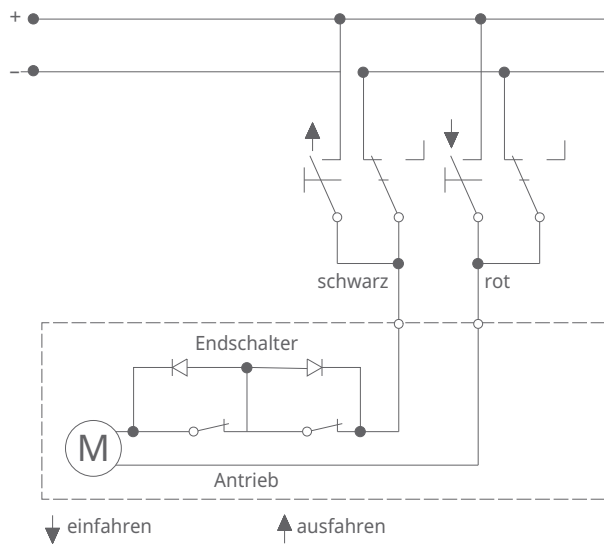 +
–
schwarz
rot
Endschalter
M
Antrieb
einfahren
ausfahren